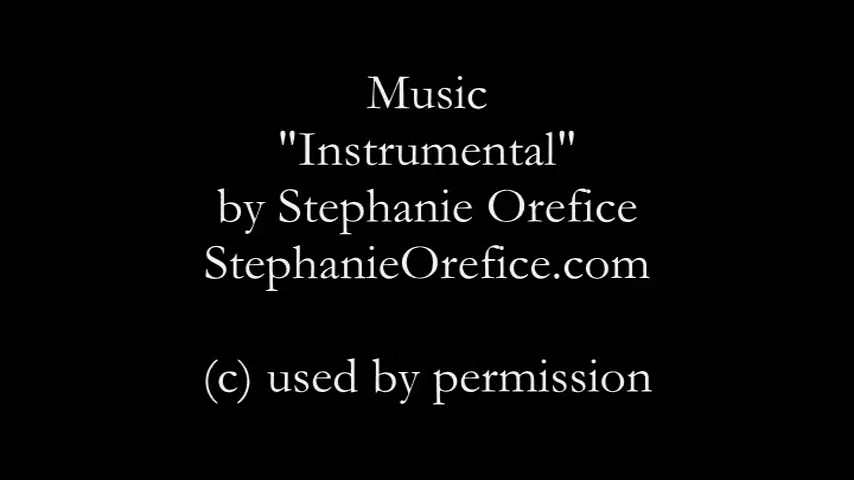 Music
"Instrumental"
by Stephanie Orefice
StephanieOrefice.com
(c) used by permission